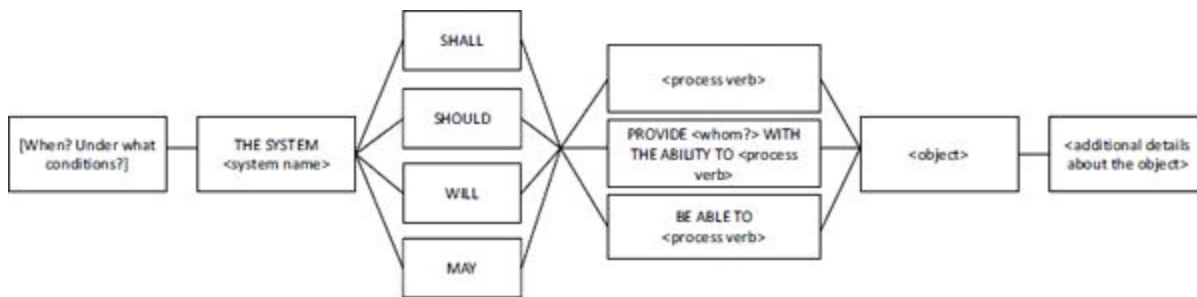 [When? Under what
conditions?]
THE SYSTEM
<system name>
SHALL
SHOULD
WILL
MAY
<process verb>
PROVIDE <whom?> WITH
THE ABILITY TO <process
verb>
BE ABLE TO
<process verb>
<object>
<additional details
about the object>